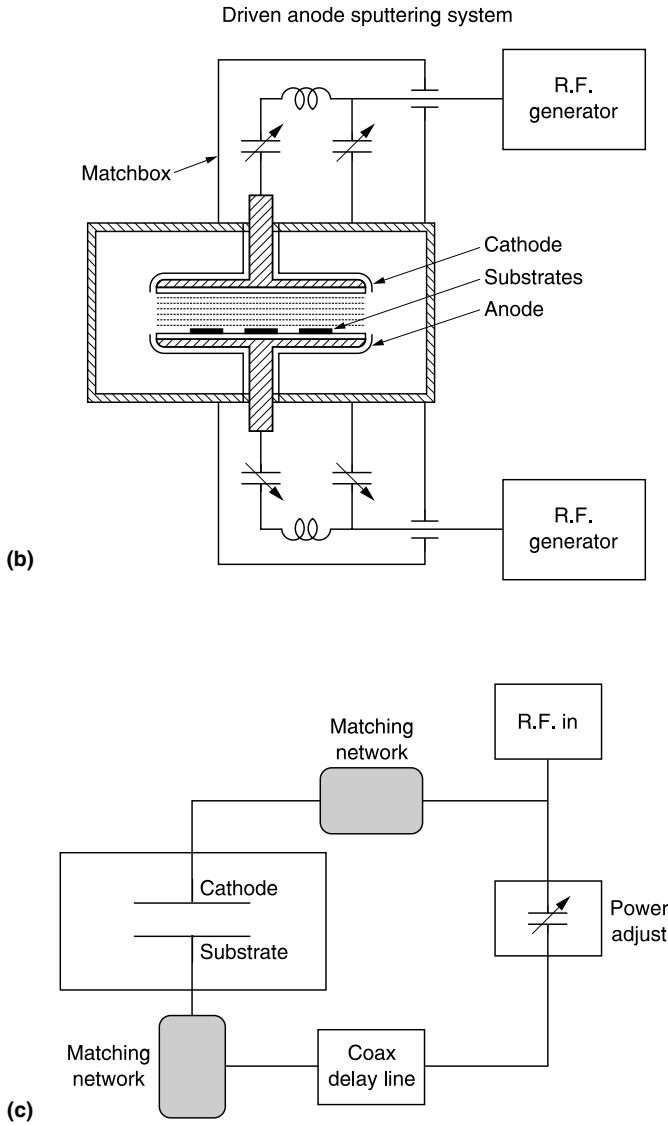 Driven anode sputtering system
R.F.
generator
Matchbox
Cathode
Substrates
Anode
R.F.
generator
(b)
R.F. in
Matching
network
Cathode
Substrate
Power
adjust
Matching
network
Coax
delay line
(c)